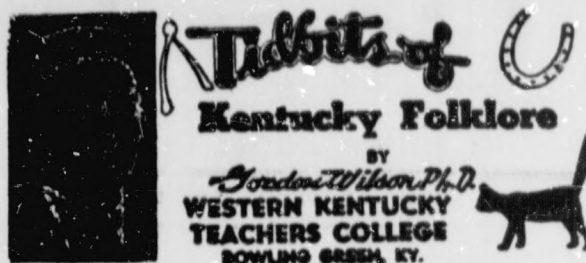 Tidbits of
Kentucky Folklore
BY
Gordon Wilson Ph.D.
WESTERN KENTUCKY
TEACHERS COLLEGE
BOWLING GREEN, KY.